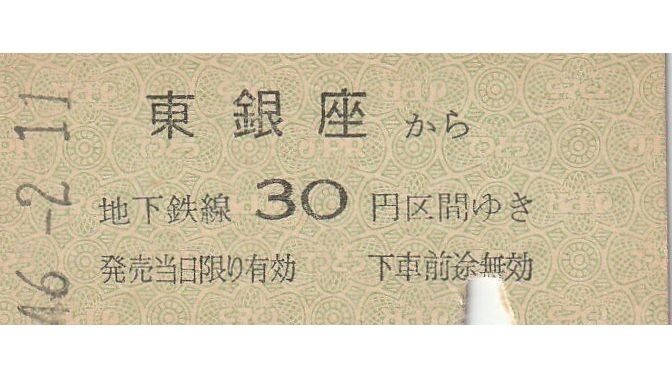 東銀座から
地下鉄線 30 円区間ゆき
発売当日限り有効 下車前途無効
46 -2 11